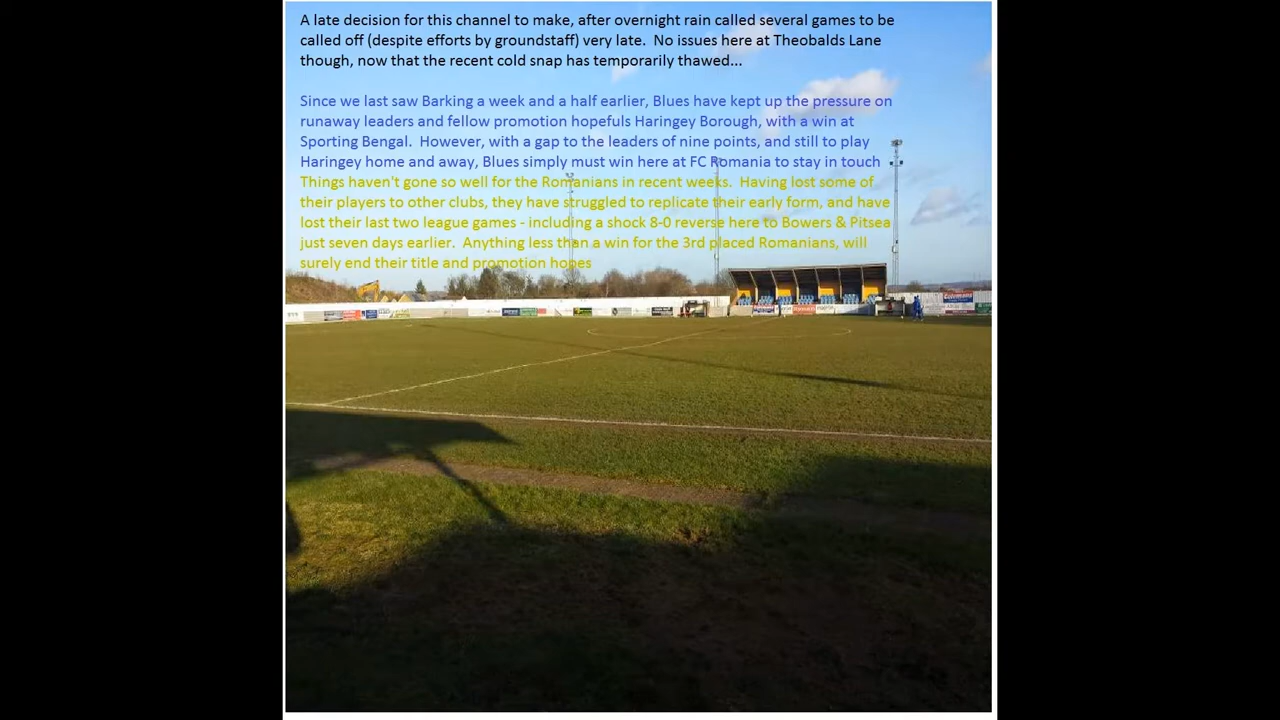 A late decision for this channel to make, after overnight rain called several games to be
called off (despite efforts by groundstaff) very late.  No issues here at Theobalds Lane
though, now that the recent cold snap has temporarily thawed...
Since we last saw Barking a week and a half earlier, Blues have kept up the pressure on
runaway leaders and fellow promotion hopefuls Haringey Borough, with a win at
Sporting Bengal.  However, with a gap to the leaders of nine points, and still to play
Haringey home and away, Blues simply must win here at FC Romania to stay in touch
Things haven't gone so well for the Romanians in recent weeks.  Having lost some of
their players to other clubs, they have struggled to replicate their early form, and have
lost their last two league games - including a shock 8-0 reverse here to Bowers & Pitsea
just seven days earlier.  Anything less than a win for the 3rd placed Romanians, will
surely end their title and promotion hopes